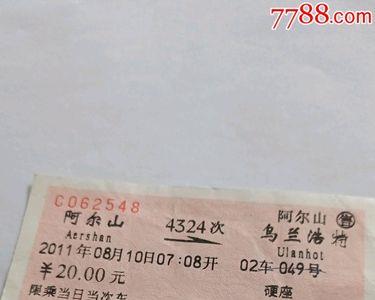 7788.com
C062548
阿尔山 售
阿尔山 4324次 乌兰浩特
Aershan Ulanhot
2011年08月10日07:08开 02车 049号
¥20.00元 硬座
限乘当日当次车